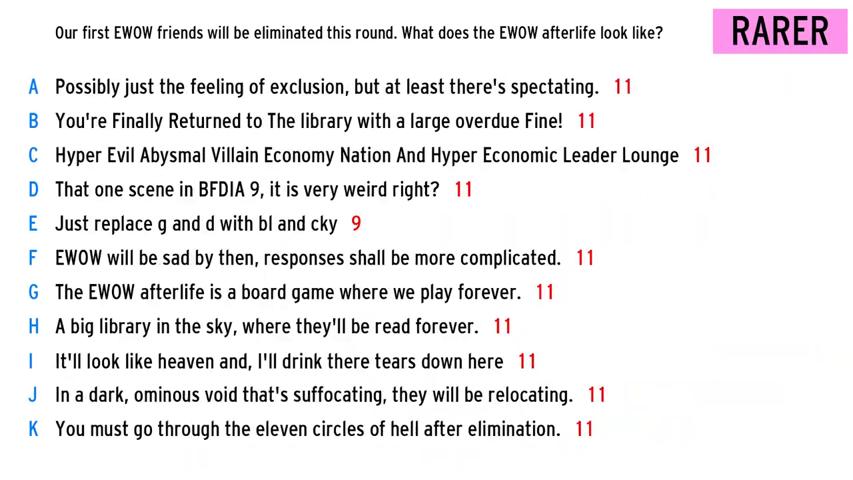 Our first EWOW friends will be eliminated this round. What does the EWOW afterlife look like?
RARER
A Possibly just the feeling of exclusion, but at least there's spectating. 11
B You're Finally Returned to The library with a large overdue Fine! 11
C Hyper Evil Abysmal Villain Economy Nation And Hyper Economic Leader Lounge 11
D That one scene in BFDIA 9, it is very weird right? 11
E Just replace g and d with bl and cky 9
F EWOW will be sad by then, responses shall be more complicated. 11
G The EWOW afterlife is a board game where we play forever. 11
H A big library in the sky, where they'll be read forever. 11
I It'll look like heaven and, I'll drink there tears down here 11
J In a dark, ominous void that's suffocating, they will be relocating. 11
K You must go through the eleven circles of hell after elimination. 11